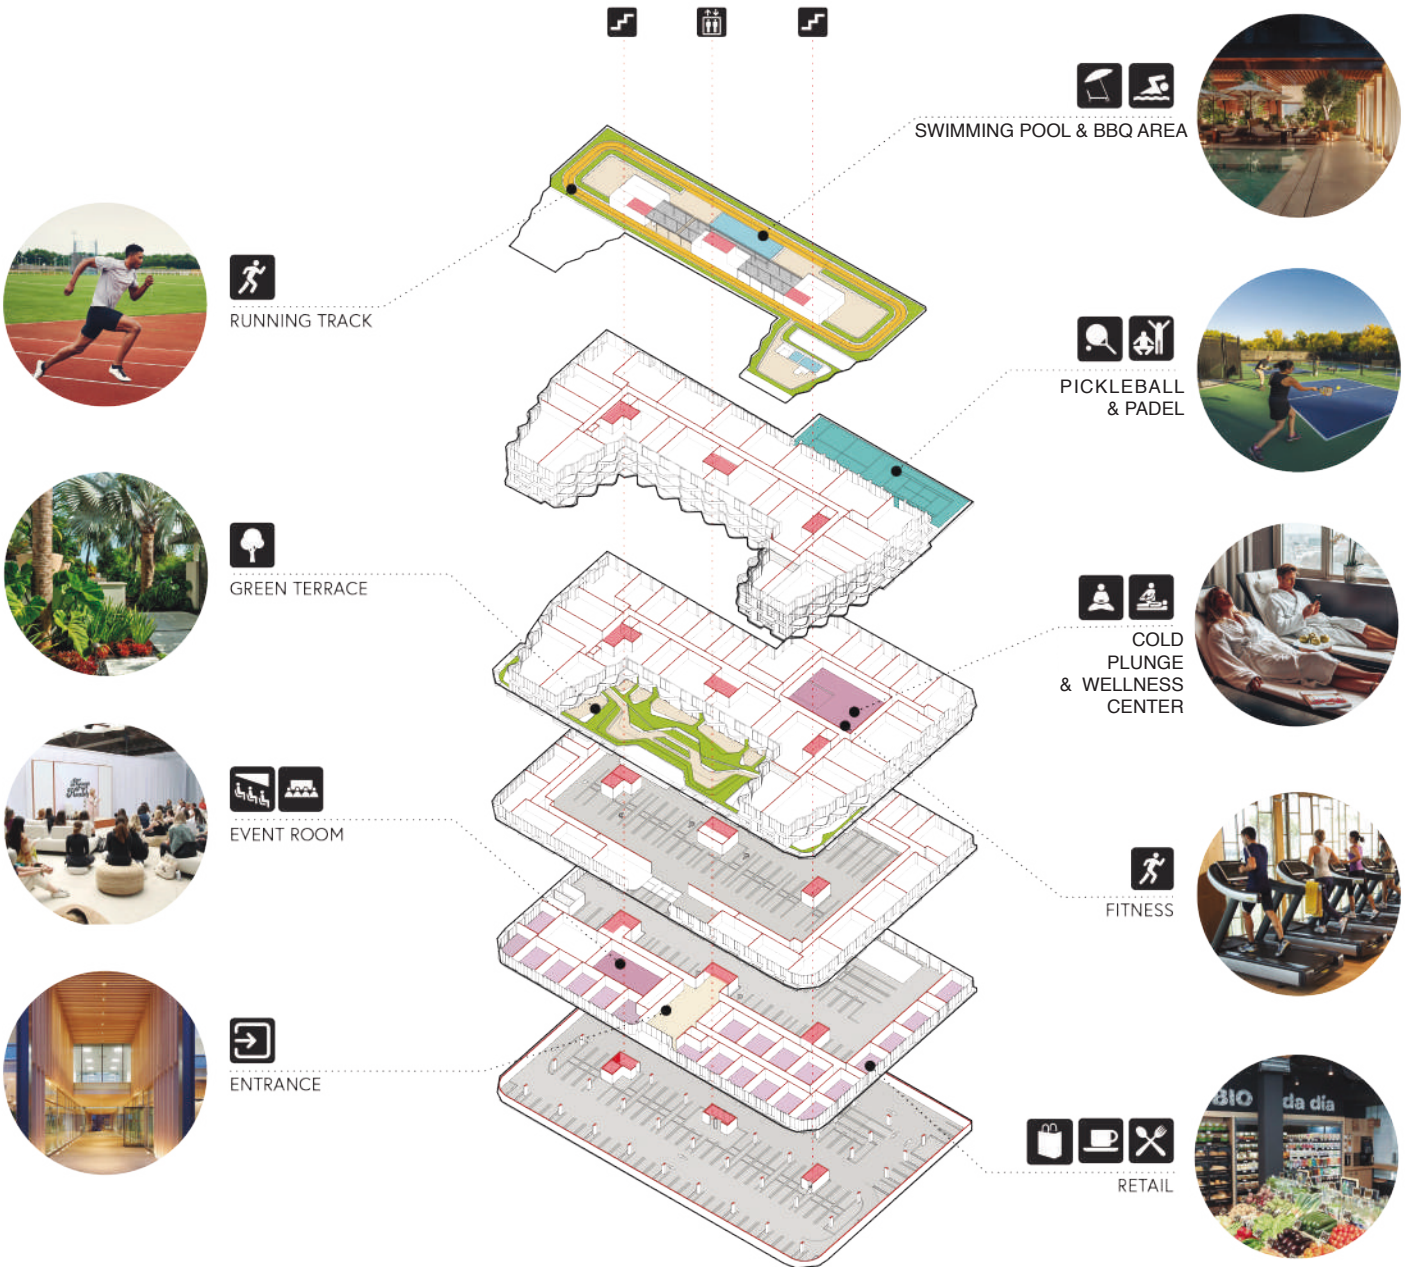 SWIMMING POOL & BBQ AREA
RUNNING TRACK
PICKLEBALL
& PADEL
GREEN TERRACE
COLD
PLUNGE
& WELLNESS
CENTER
EVENT ROOM
FITNESS
ENTRANCE
BIO
da día
RETAIL